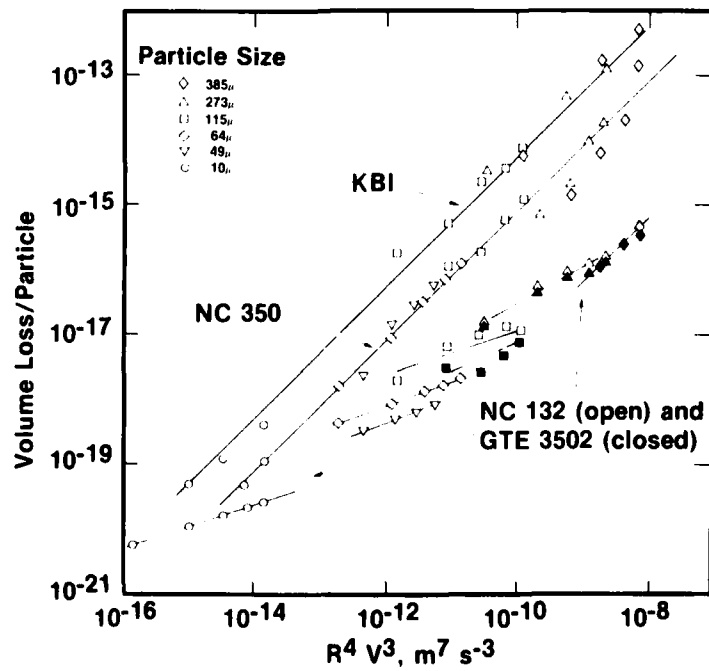 Particle Size
◇ 385μ
△ 273μ
□ 115μ
◇ 64μ
▽ 49μ
○ 10μ
KBI
NC 350
NC 132 (open) and
GTE 3502 (closed)
Volume Loss/Particle
10-13
10-15
10-17
10-19
10-21
10-16
10-14
10-12
10-10
10-8
R4 V3, m7 s-3